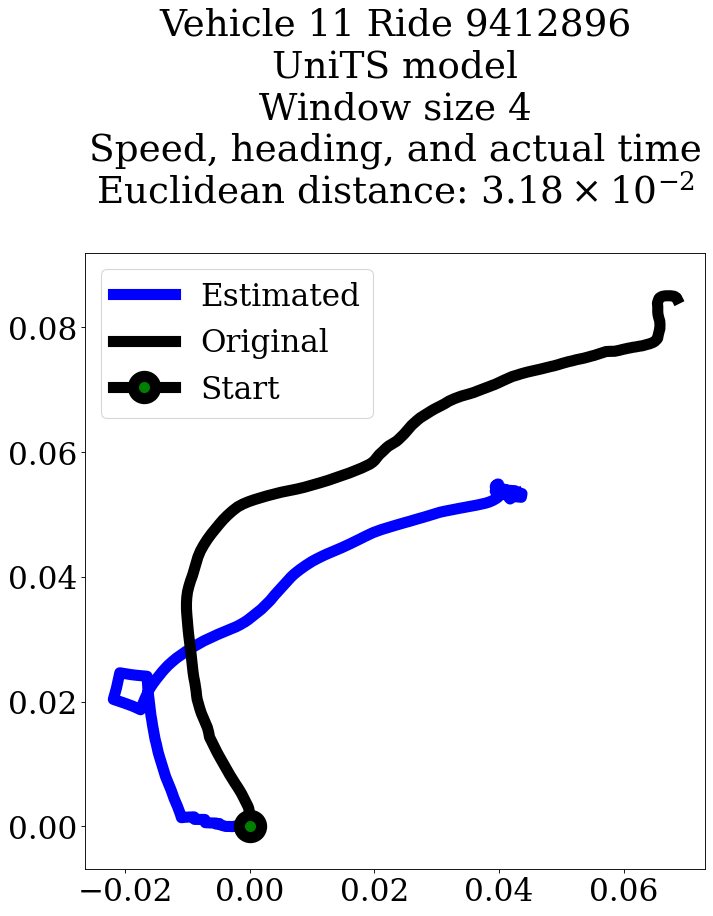 Vehicle 11 Ride 9412896
UniTS model
Window size 4
Speed, heading, and actual time
Euclidean distance: 3.18 × 10⁻²
Estimated
Original
Start
0.08
0.06
0.04
0.02
0.00
−0.02 0.00 0.02 0.04 0.06